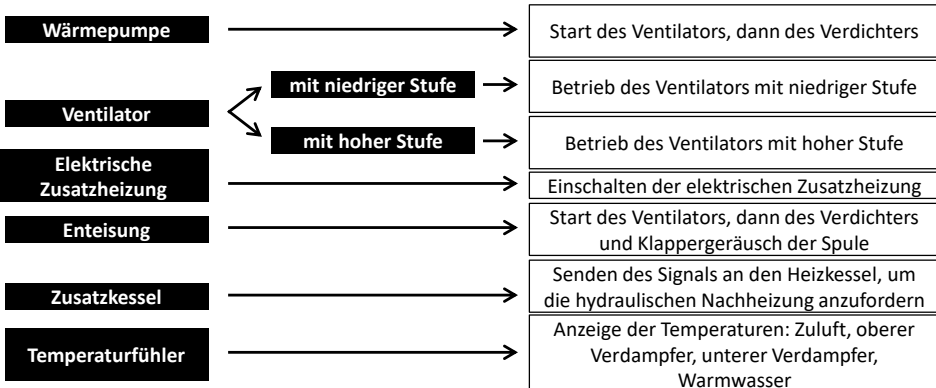 Wärmepumpe
Start des Ventilators, dann des Verdichters
Ventilator
mit niedriger Stufe
Betrieb des Ventilators mit niedriger Stufe
mit hoher Stufe
Betrieb des Ventilators mit hoher Stufe
Elektrische
Zusatzheizung
Einschalten der elektrischen Zusatzheizung
Enteisung
Start des Ventilators, dann des Verdichters
und Klappergeräusch der Spule
Zusatzkessel
Senden des Signals an den Heizkessel, um
die hydraulischen Nachheizung anzufordern
Temperaturfühler
Anzeige der Temperaturen: Zuluft, oberer
Verdampfer, unterer Verdampfer,
Warmwasser